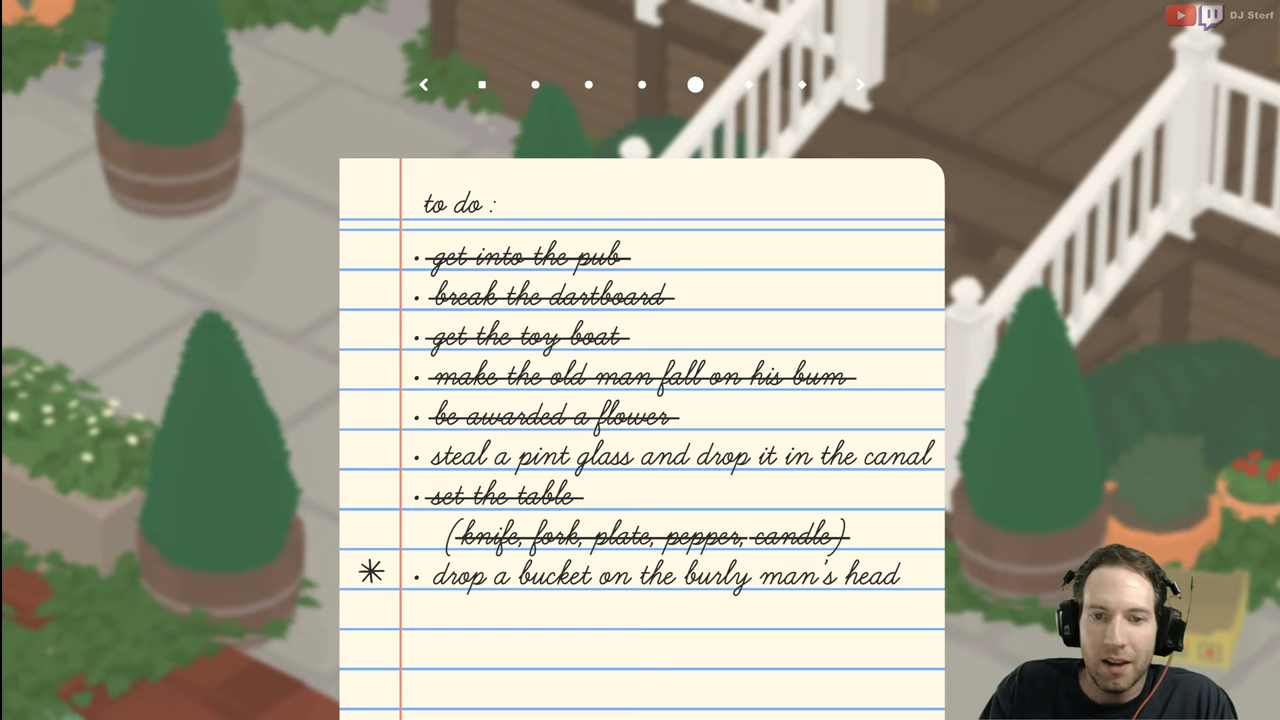 DJ Sterf
to do :
• get into the pub
• break the dartboard
• get the toy boat
• make the old man fall on his bum
• be awarded a flower
• steal a pint glass and drop it in the canal
• set the table
(knife, fork, plate, pepper, candle)
• drop a bucket on the burly man's head